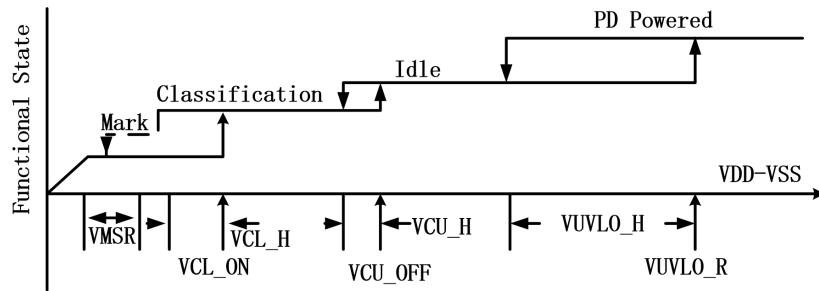 PD Powered
Idle
Classification
Mark
Functional State
VDD-VSS
VMSR
VCL_H
VCU_H
VUVLO_H
VCL_ON
VCU_OFF
VUVLO_R